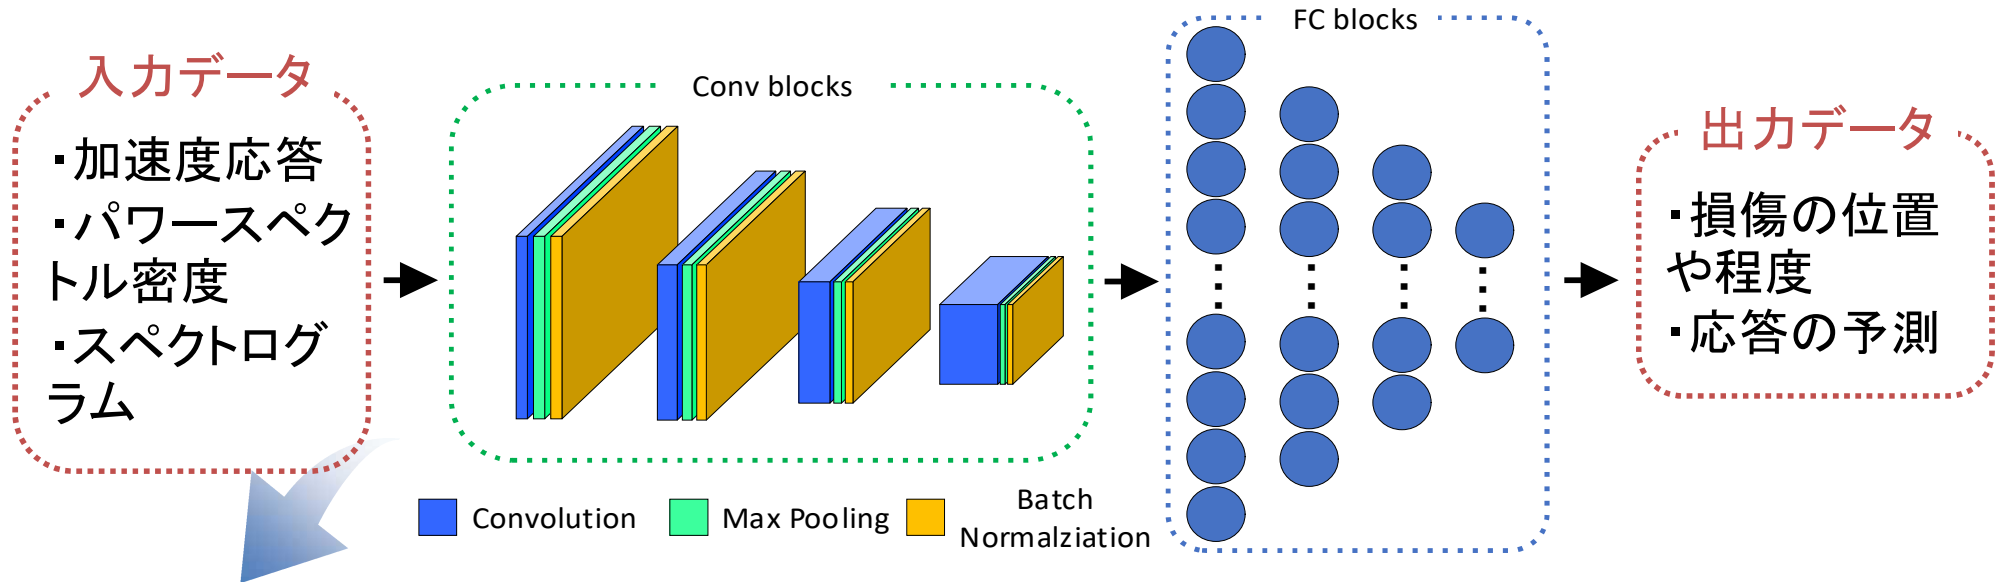 入力データ
・加速度応答
・パワースペク
トル密度
・スペクトログ
ラム
Conv blocks
Convolution
Max Pooling
Batch
Normalziation
FC blocks
出力データ
・損傷の位置
や程度
・応答の予測